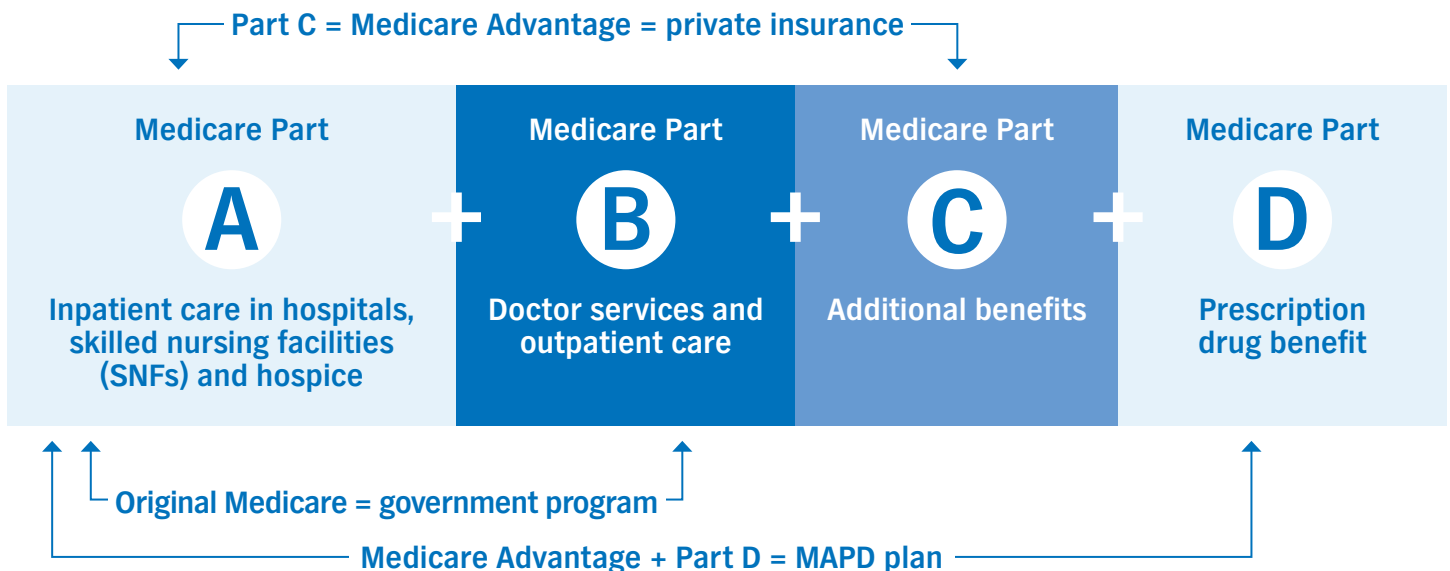 Part C = Medicare Advantage = private insurance
Medicare Part
A
Inpatient care in hospitals,
skilled nursing facilities
(SNFs) and hospice
+
Medicare Part
B
Doctor services and
outpatient care
+
Medicare Part
C
Additional benefits
+
Medicare Part
D
Prescription
drug benefit
Original Medicare = government program
Medicare Advantage + Part D = MAPD plan